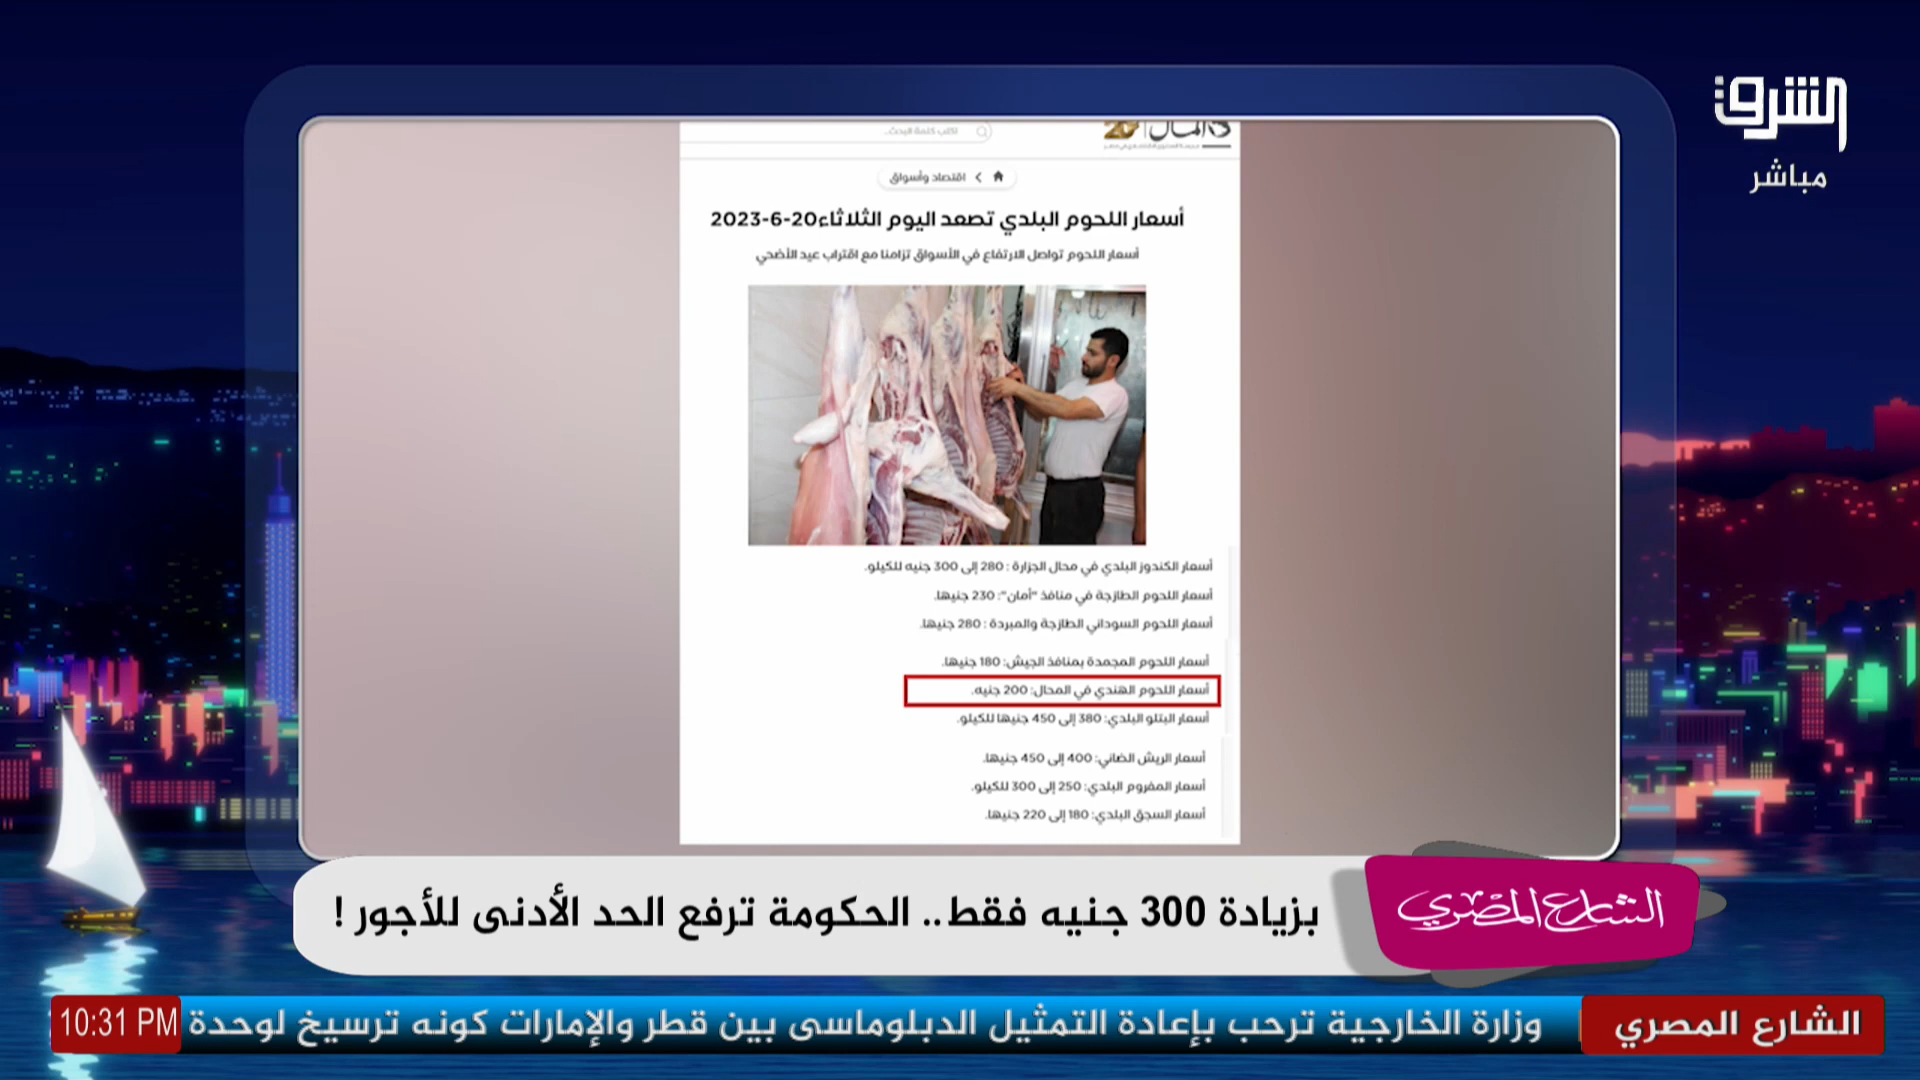 الشرق
مباشر
المال
20
اكتب كلمة البحث...
اقتصاد وأسواق
أسعار اللحوم البلدي تصعد اليوم الثلاثاء20-6-2023
أسعار اللحوم تواصل الارتفاع في الأسواق تزامنا مع اقتراب عيد الأضحي
أسعار الكندوز البلدي في محال الجزارة : 280 إلى 300 جنيه للكيلو.
أسعار اللحوم الطازجة في منافذ "أمان": 230 جنيها.
أسعار اللحوم السوداني الطازجة والمبردة : 280 جنيها.
أسعار اللحوم المجمدة بمنافذ الجيش: 180 جنيها.
أسعار اللحوم الهندي في المحال: 200 جنيه.
أسعار البتلو البلدي: 380 إلى 450 جنيها للكيلو.
أسعار الريش الضاني: 400 إلى 450 جنيها.
أسعار المفروم البلدي: 250 إلى 300 للكيلو.
أسعار السجق البلدي: 180 إلى 220 جنيها.
الشارع المصري
بزيادة 300 جنيه فقط.. الحكومة ترفع الحد الأدنى للأجور !
الشارع المصري
وزارة الخارجية ترحب بإعادة التمثيل الدبلوماسى بين قطر والإمارات كونه ترسيخ لوحدة
10:31 PM